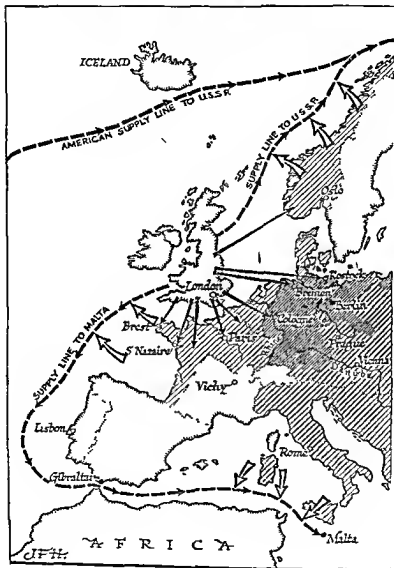 ICELAND
AMERICAN SUPPLY LINE TO U.S.S.R
SUPPLY LINE TO U.S.S.R
Oslo
Rostock
London
Bremen
Berlin
SUPPLY LINE TO MALTA
Brest
Cologne
Paris
Prague
S! Nazaire
Vienna
Vichy
Lisbon
Rome
Gibraltar
Malta
AFRICA
J.F.H.